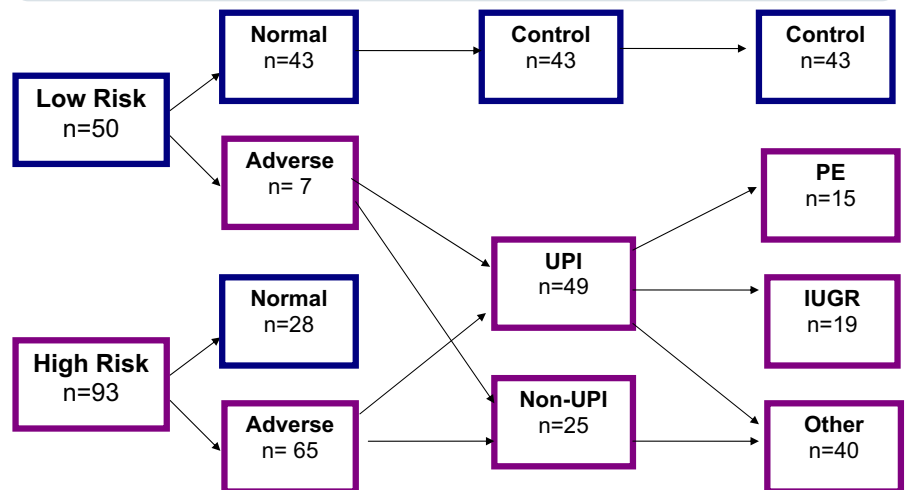 Normal
n=43
Control
n=43
Control
n=43
Low Risk
n=50
Adverse
n= 7
PE
n=15
UPI
n=49
Normal
n=28
IUGR
n=19
High Risk
n=93
Adverse
n= 65
Non-UPI
n=25
Other
n=40